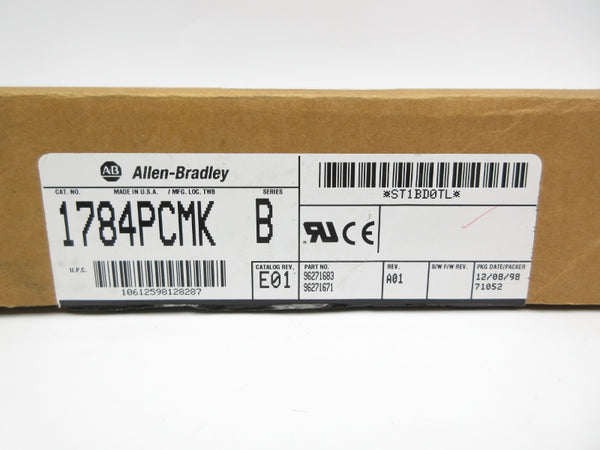 AB Allen-Bradley
CAT. NO. MADE IN U.S.A. / MFG. LOC. TWB SERIES
1784PCMK B
U.P.C.
10612598128287
CATALOG REV.
E01
*ST1BD0TL*
CE
PART NO.
96271683
96271671
REV.
A01
S/W F/W REV.
PKG DATE/PACKER
12/08/98
71052